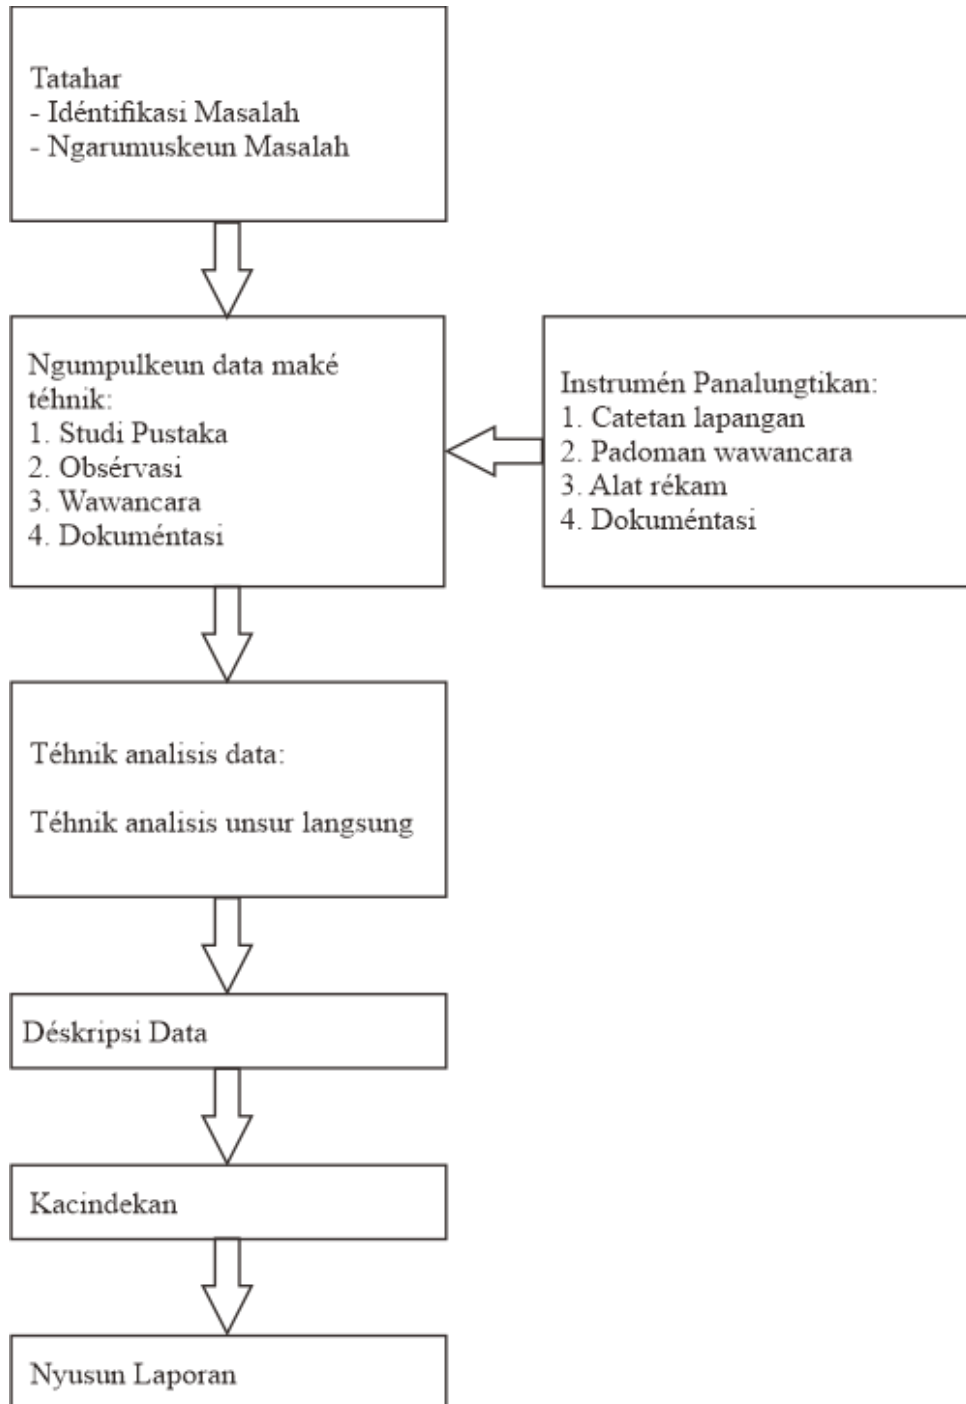 Tatahar
- Idéntifikasi Masalah
- Ngarumuskeun Masalah
Ngumpulkeun data maké
téhnik:
1. Studi Pustaka
2. Obsérvasi
3. Wawancara
4. Dokuméntasi
Instrumén Panalungtikan:
1. Catetan lapangan
2. Padoman wawancara
3. Alat rékam
4. Dokuméntasi
Téhnik analisis data:
Téhnik analisis unsur langsung
Déskripsi Data
Kacindekan
Nyusun Laporan